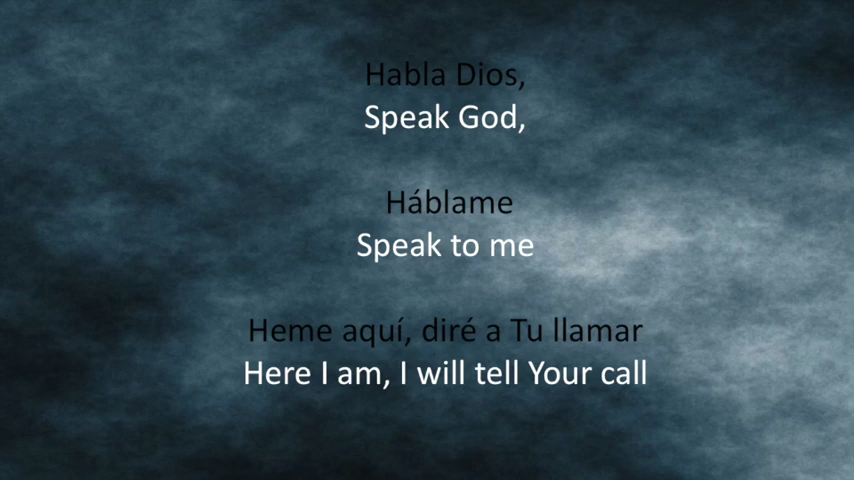 Habla Dios,
Speak God,
Háblame
Speak to me
Heme aquí, diré a Tu llamar
Here I am, I will tell Your call